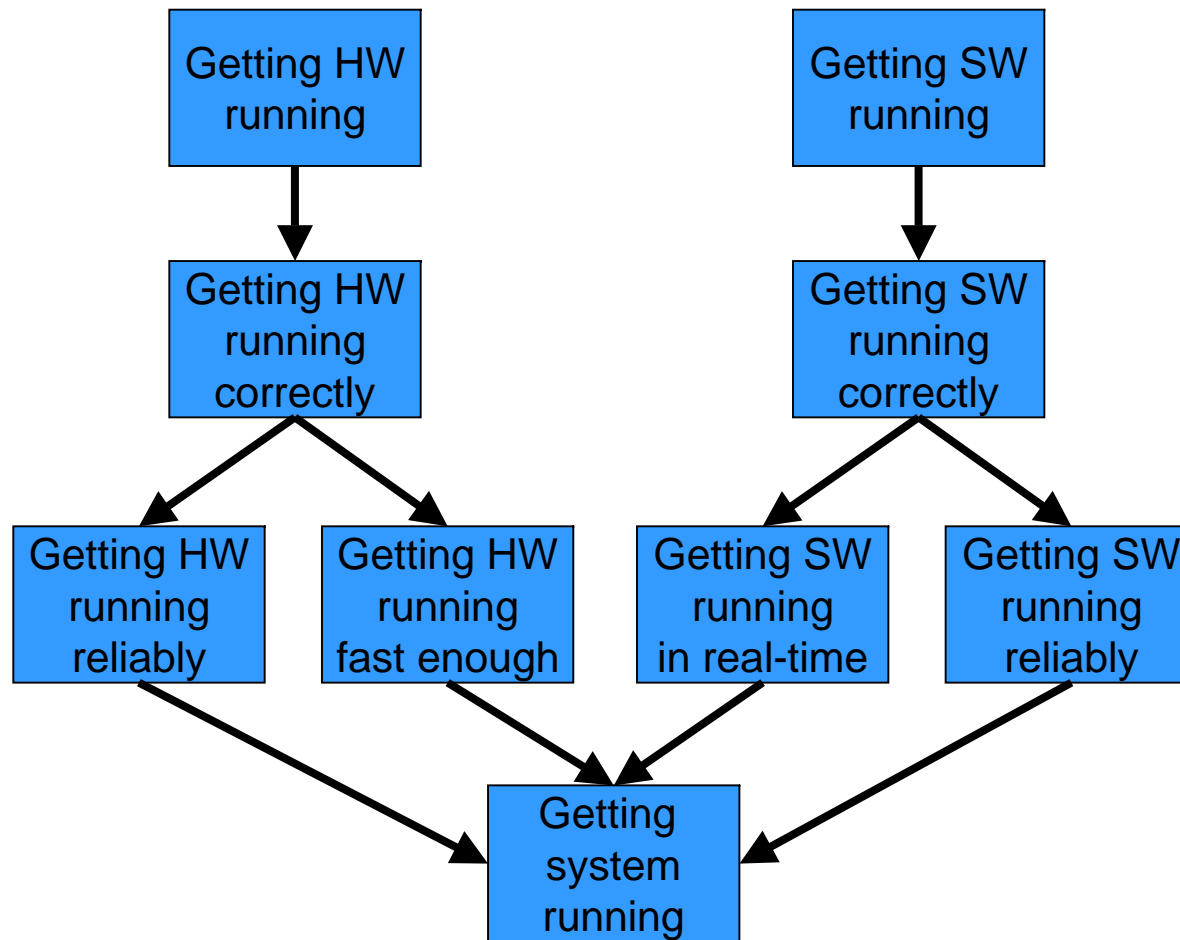 Getting HW
running
Getting SW
running
Getting HW
running
correctly
Getting SW
running
correctly
Getting HW
running
reliably
Getting HW
running
fast enough
Getting SW
running
in real-time
Getting SW
running
reliably
Getting
system
running